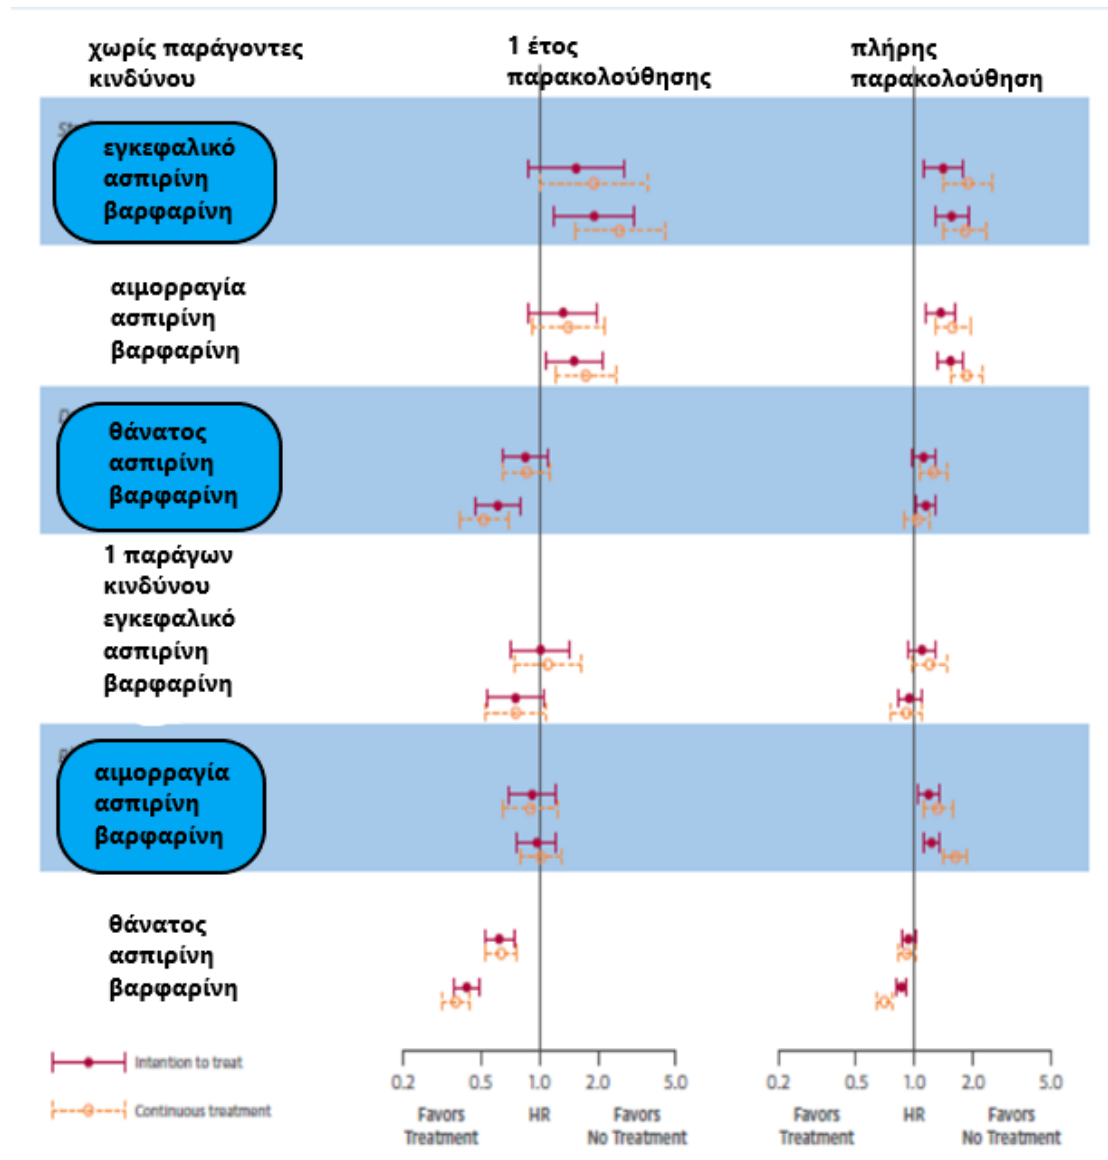 χωρίς παράγοντες
κινδύνου
1 έτος
παρακολούθησης
πλήρης
παρακολούθηση
εγκεφαλικό
ασπιρίνη
βαρφαρίνη
αιμορραγία
ασπιρίνη
βαρφαρίνη
θάνατος
ασπιρίνη
βαρφαρίνη
1 παράγων
κινδύνου
εγκεφαλικό
ασπιρίνη
βαρφαρίνη
αιμορραγία
ασπιρίνη
βαρφαρίνη
θάνατος
ασπιρίνη
βαρφαρίνη
Intention to treat
Continuous treatment
0.2 0.5 1.0 2.0 5.0
Favors Treatment HR Favors No Treatment
0.2 0.5 1.0 2.0 5.0
Favors Treatment HR Favors No Treatment